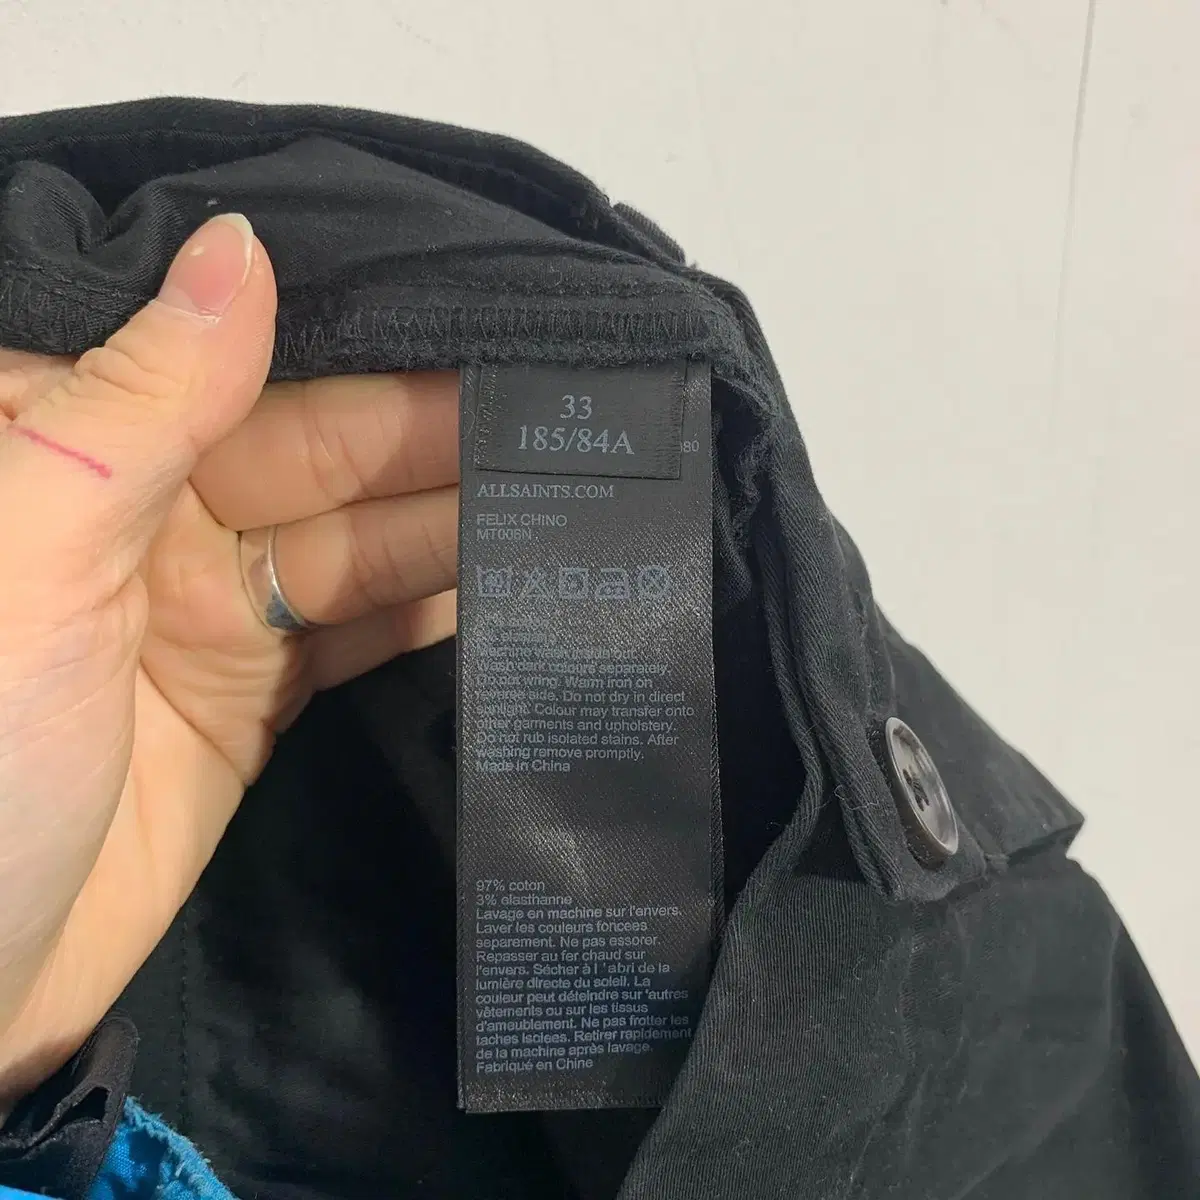 33
185/84A
ALLSAINTS.COM
FELIX CHINO
MT006N
Machine wash inside out.
Wash dark colours separately.
Do not wring. Warm iron on
reverse side. Do not dry in direct
sunlight. Colour may transfer onto
other garments and upholstery.
Do not rub isolated stains. After
washing remove promptly.
Made in China
97% coton
3% elasthanne
Lavage en machine sur l'envers.
Laver les couleurs foncees
separement. Ne pas essorer.
Repasser au fer chaud sur
l'envers. Sécher à l'abri de la
lumière directe du soleil. La
couleur peut déteindre sur 'autres
vêtements ou sur les tissus
d'ameublement. Ne pas frotter les
taches isolees. Retirer rapidement
de la machine après lavage.
Fabriqué en Chine